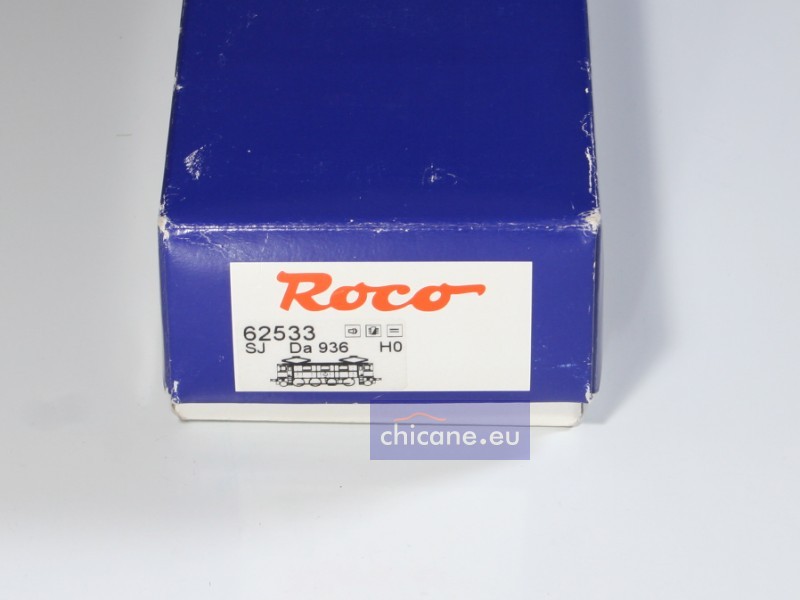 Roco
62533
SJ Da 936 H0
chicane.eu